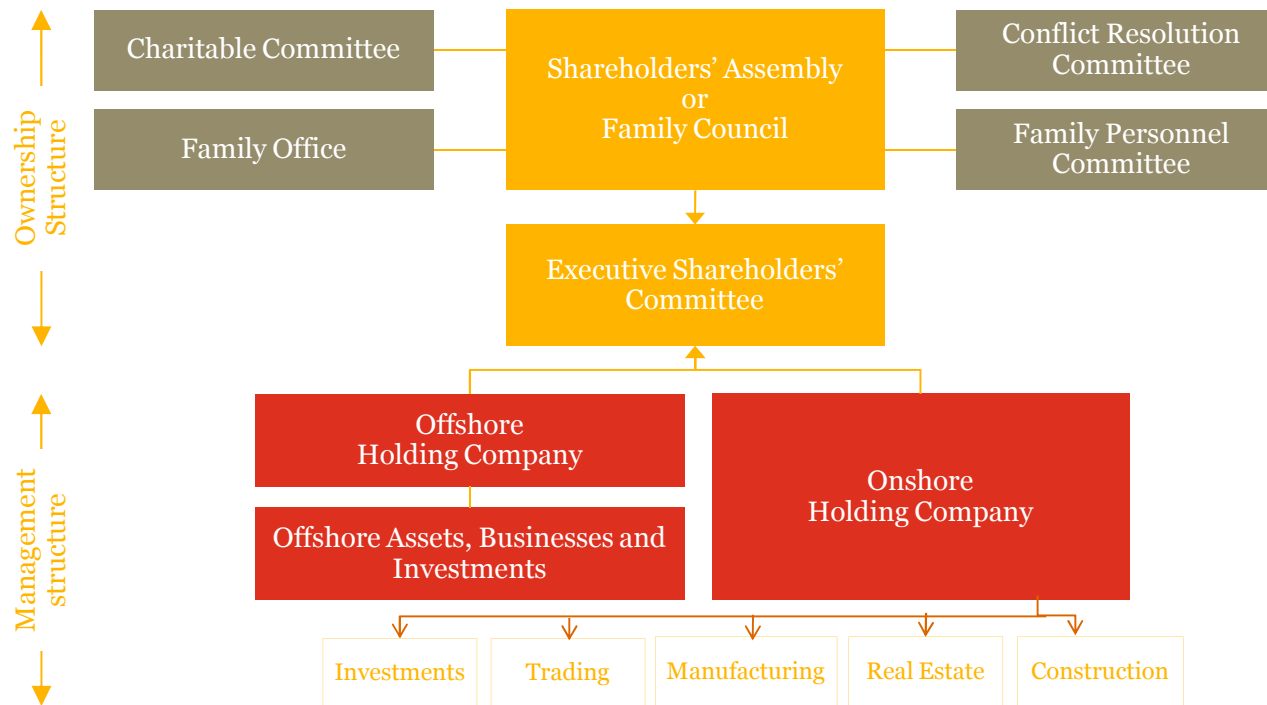 Ownership
Structure
Charitable Committee
Family Office
Shareholders’ Assembly
or
Family Council
Conflict Resolution
Committee
Family Personnel
Committee
Executive Shareholders’
Committee
Management
structure
Offshore
Holding Company
Offshore Assets, Businesses and
Investments
Onshore
Holding Company
Investments
Trading
Manufacturing
Real Estate
Construction